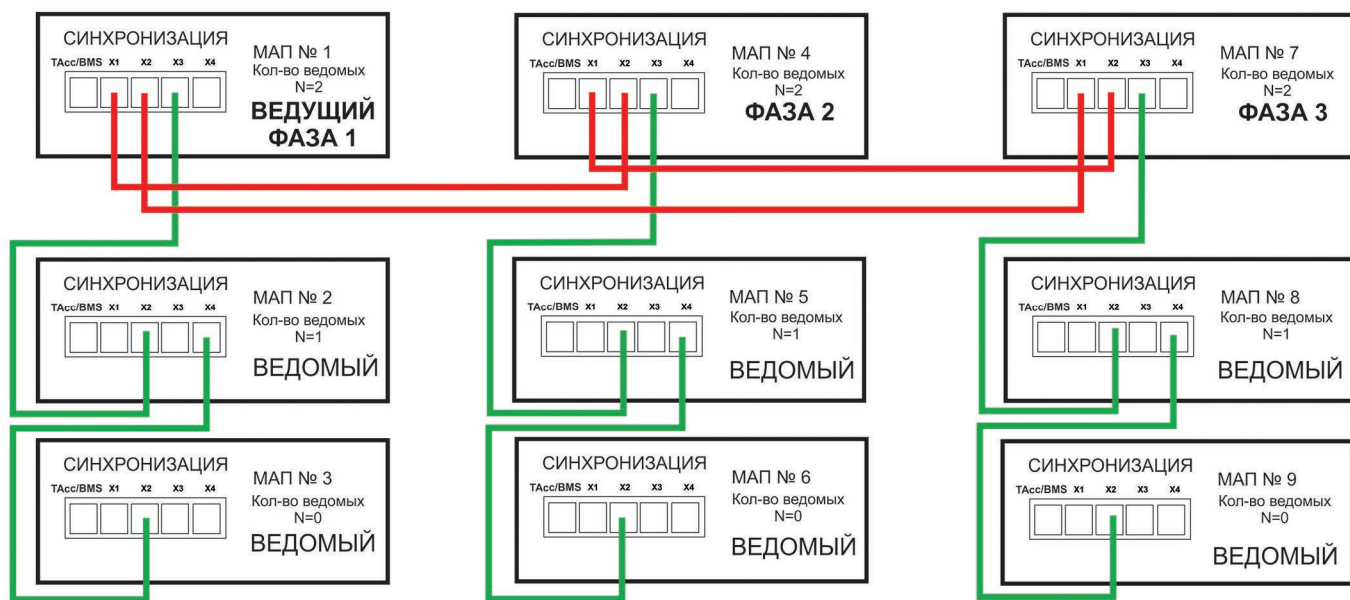 СИНХРОНИЗАЦИЯ
TAcc/BMS X1 X2 X3 X4
МАП № 1
Кол-во ведомых
N=2
ВЕДУЩИЙ
ФАЗА 1
СИНХРОНИЗАЦИЯ
TAcc/BMS X1 X2 X3 X4
МАП № 4
Кол-во ведомых
N=2
ФАЗА 2
СИНХРОНИЗАЦИЯ
TAcc/BMS X1 X2 X3 X4
МАП № 7
Кол-во ведомых
N=2
ФАЗА 3
СИНХРОНИЗАЦИЯ
TAcc/BMS X1 X2 X3 X4
МАП № 2
Кол-во ведомых
N=1
ВЕДОМЫЙ
СИНХРОНИЗАЦИЯ
TAcc/BMS X1 X2 X3 X4
МАП № 5
Кол-во ведомых
N=1
ВЕДОМЫЙ
СИНХРОНИЗАЦИЯ
TAcc/BMS X1 X2 X3 X4
МАП № 8
Кол-во ведомых
N=1
ВЕДОМЫЙ
СИНХРОНИЗАЦИЯ
TAcc/BMS X1 X2 X3 X4
МАП № 3
Кол-во ведомых
N=0
ВЕДОМЫЙ
СИНХРОНИЗАЦИЯ
TAcc/BMS X1 X2 X3 X4
МАП № 6
Кол-во ведомых
N=0
ВЕДОМЫЙ
СИНХРОНИЗАЦИЯ
TAcc/BMS X1 X2 X3 X4
МАП № 9
Кол-во ведомых
N=0
ВЕДОМЫЙ